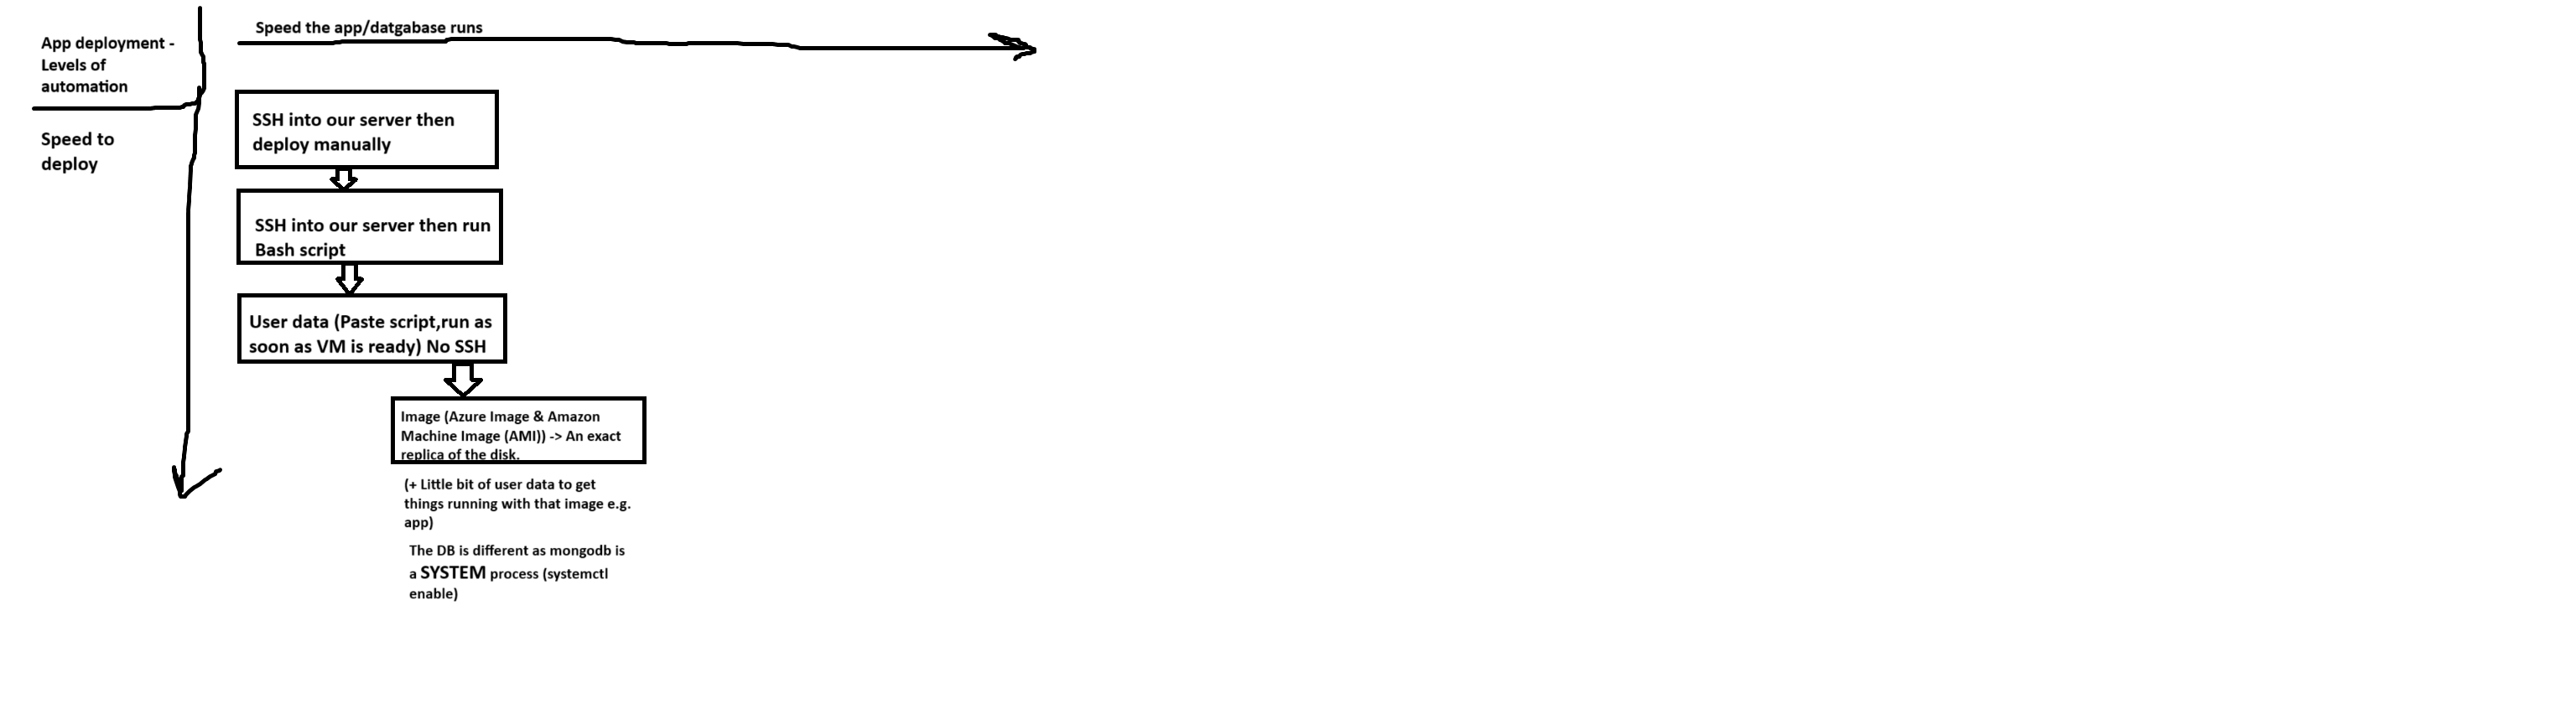 Speed the app/datgabase runs
App deployment -
Levels of
automation
Speed to
deploy
SSH into our server then
deploy manually
SSH into our server then run
Bash script
User data (Paste script,run as
soon as VM is ready) No SSH
Image (Azure Image & Amazon
Machine Image (AMI)) -> An exact
replica of the disk.
(+ Little bit of user data to get
things running with that image e.g.
app)
The DB is different as mongodb is
a SYSTEM process (systemctl
enable)